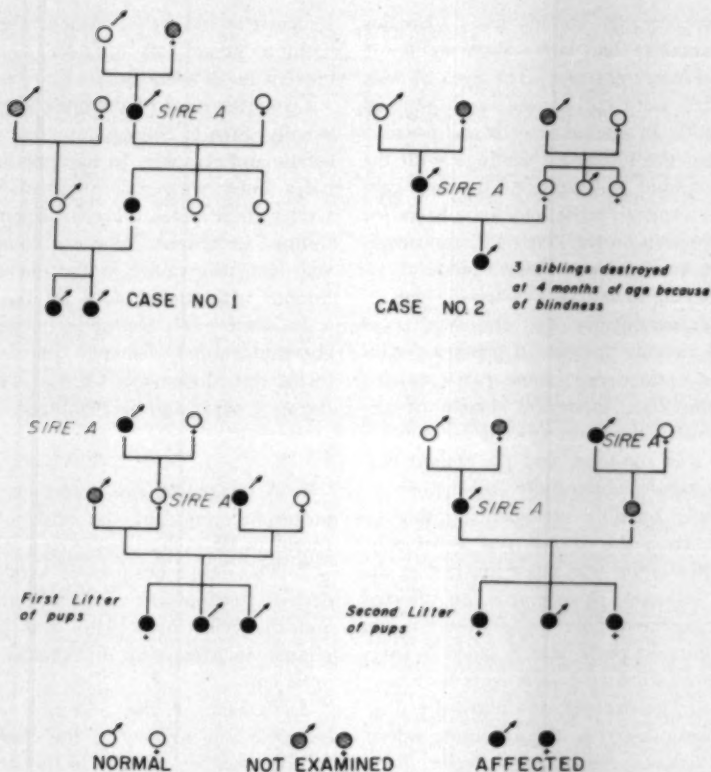 SIRE A
SIRE A
CASE NO. 1
CASE NO. 2
3 siblings destroyed
at 4 months of age because
of blindness
SIRE A
SIRE A
First Litter
of pups
SIRE A
SIRE A
Second Litter
of pups
NORMAL
NOT EXAMINED
AFFECTED